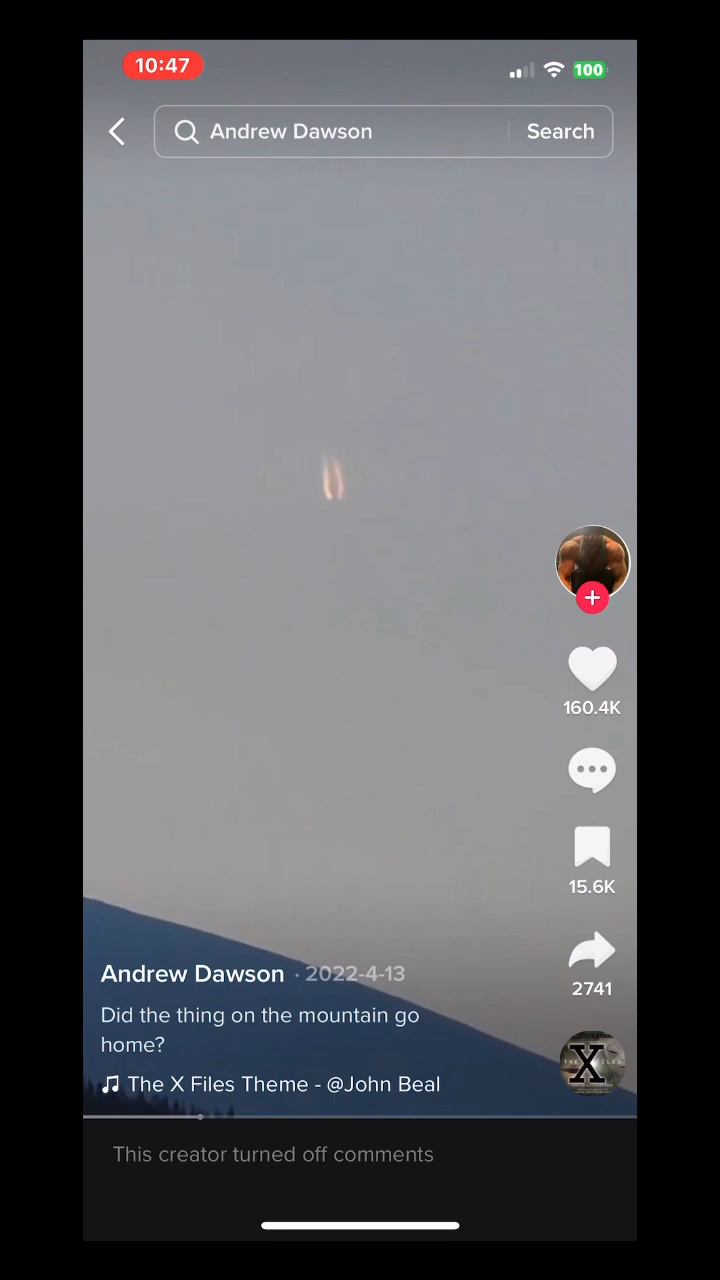 10:47
100
Andrew Dawson
Search
160.4K
15.6K
2741
Andrew Dawson · 2022-4-13
Did the thing on the mountain go
home?
The X Files Theme - @John Beal
X
This creator turned off comments